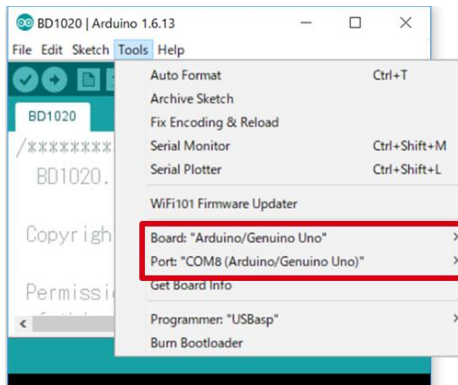 BD1020 | Arduino 1.6.13
File Edit Sketch Tools Help
Auto Format Ctrl+T
Archive Sketch
BD1020
Fix Encoding & Reload
/********
Serial Monitor Ctrl+Shift+M
BD1020.
Serial Plotter Ctrl+Shift+L
WiFi101 Firmware Updater
Copyrigh
Board: "Arduino/Genuino Uno"
Port: "COM8 (Arduino/Genuino Uno)"
Get Board Info
Permissi
Programmer: "USBasp"
Burn Bootloader